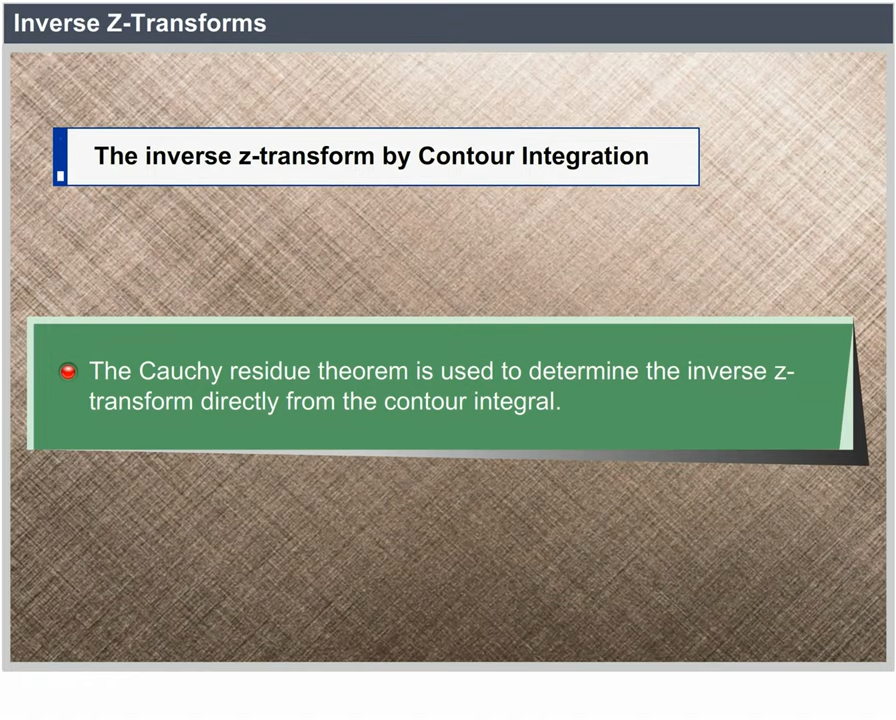 Inverse Z-Transforms
The inverse z-transform by Contour Integration
The Cauchy residue theorem is used to determine the inverse z-
transform directly from the contour integral.